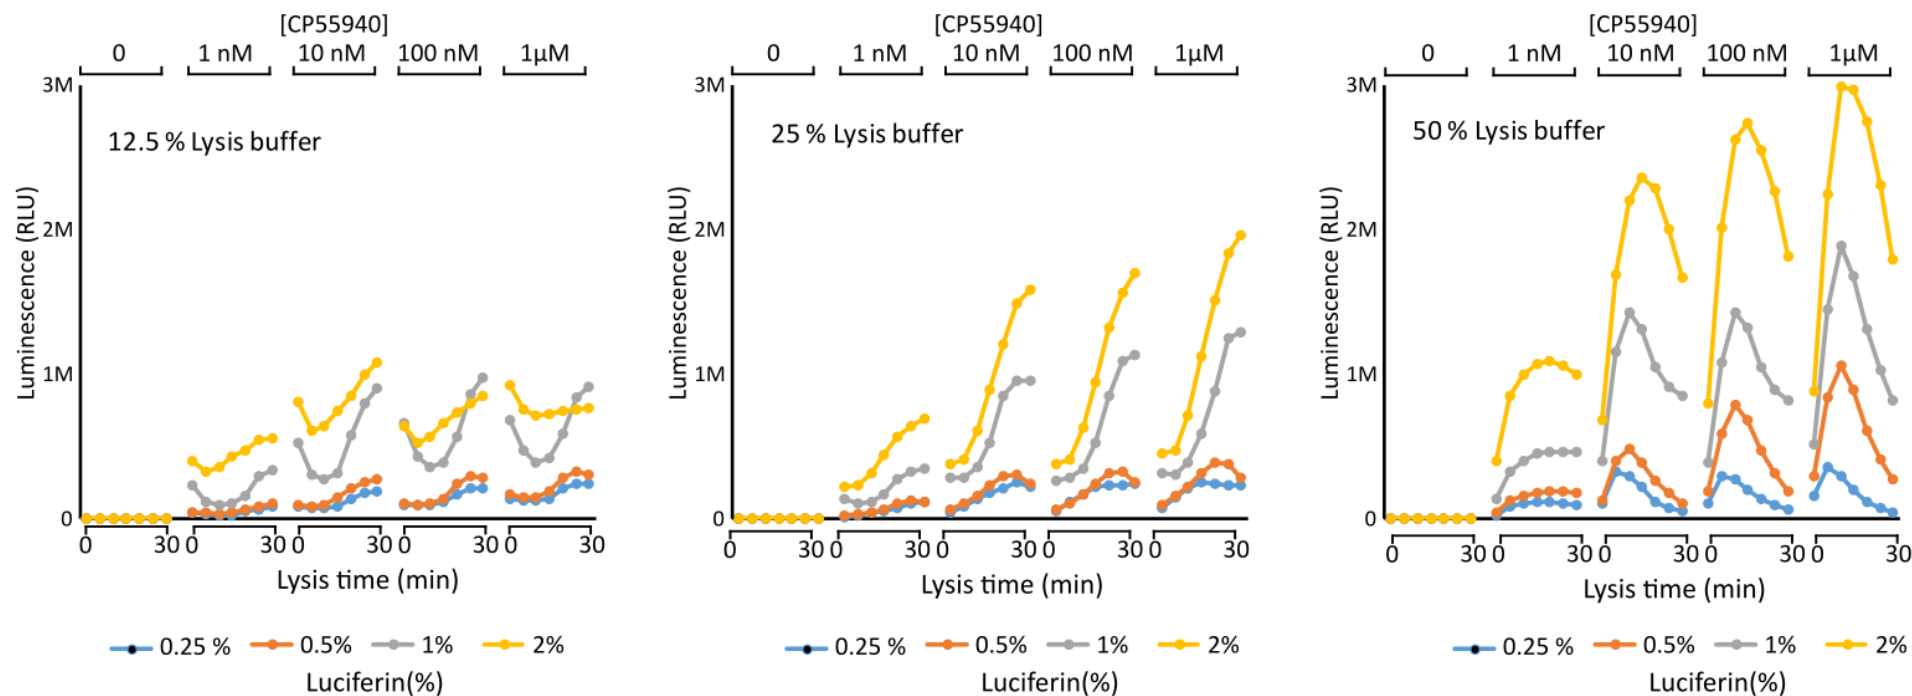 [CP55940]
0 1 nM 10 nM 100 nM 1µM
3M
12.5 % Lysis buffer
2M
1M
0
Luminescence (RLU)
0 30 0 30 0 30 0 30 0 30
Lysis time (min)
0.25 % 0.5% 1% 2%
Luciferin(%)
[CP55940]
0 1 nM 10 nM 100 nM 1µM
3M
25 % Lysis buffer
2M
1M
0
Luminescence (RLU)
0 30 0 30 0 30 0 30 0 30
Lysis time (min)
0.25 % 0.5% 1% 2%
Luciferin(%)
[CP55940]
0 1 nM 10 nM 100 nM 1µM
3M
50 % Lysis buffer
2M
1M
0
Luminescence (RLU)
0 30 0 30 0 30 0 30 0 30
Lysis time (min)
0.25 % 0.5% 1% 2%
Luciferin(%)